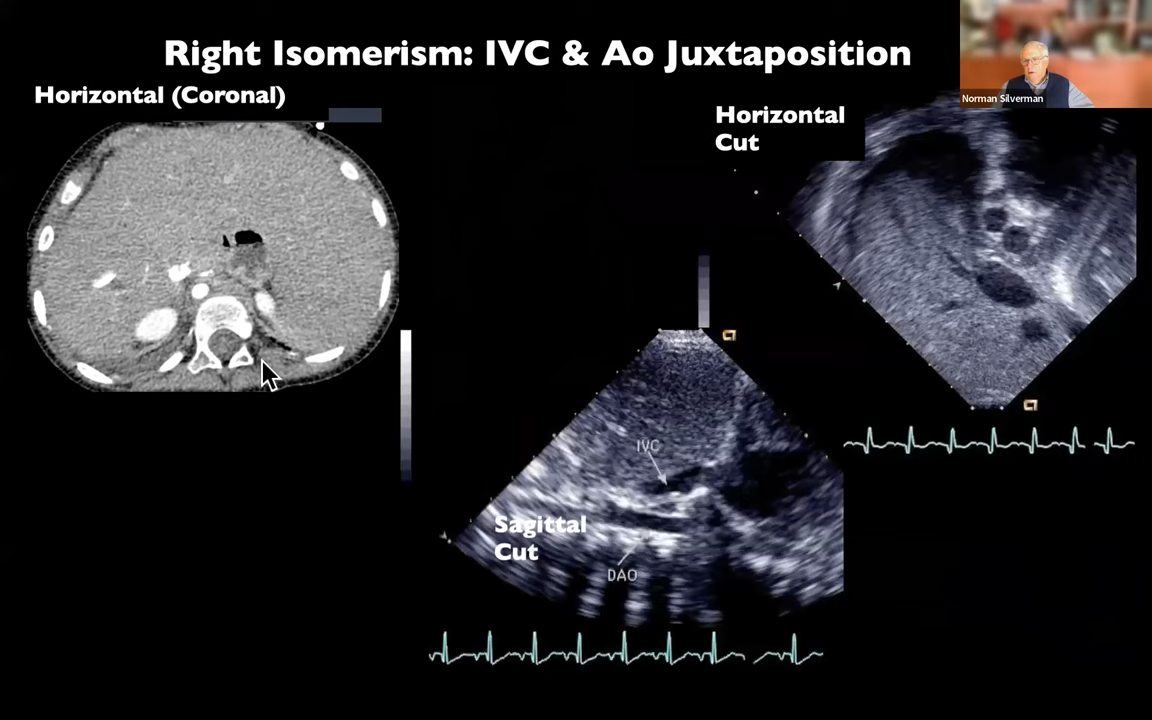 Right Isomerism: IVC & Ao Juxtaposition
Norman Silverman
Horizontal (Coronal)
Horizontal
Cut
IVC
Sagittal
Cut
DAO